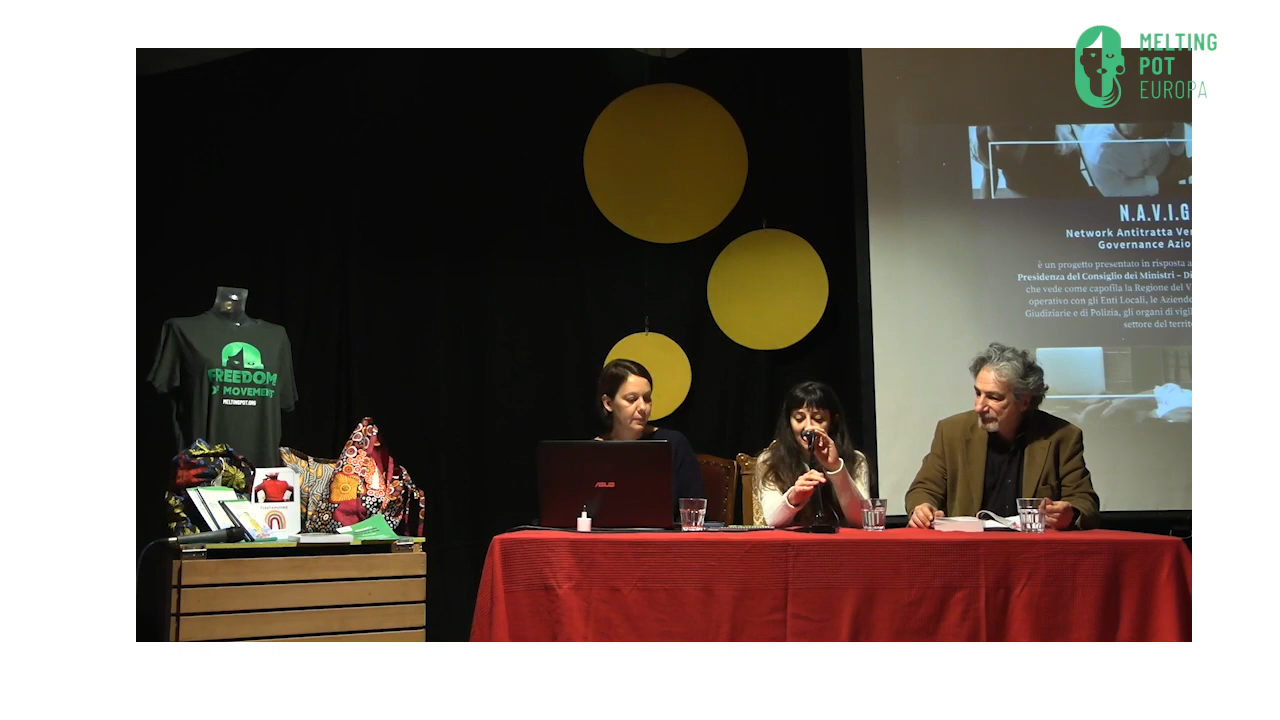 MELTING
POT
EUROPA
N.A.V.I.G
Network Antitratta Ve
Governance Azio
è un progetto presentato in risposta a
Presidenza del Consiglio dei Ministri – Di
che vede come capofila la Regione del V
operativo con gli Enti Locali, le Aziende
Giudiziarie e di Polizia, gli organi di vigi
settore del territo
FREEDOM
OF MOVEMENT
MELTINGPOT.ORG
ASUS